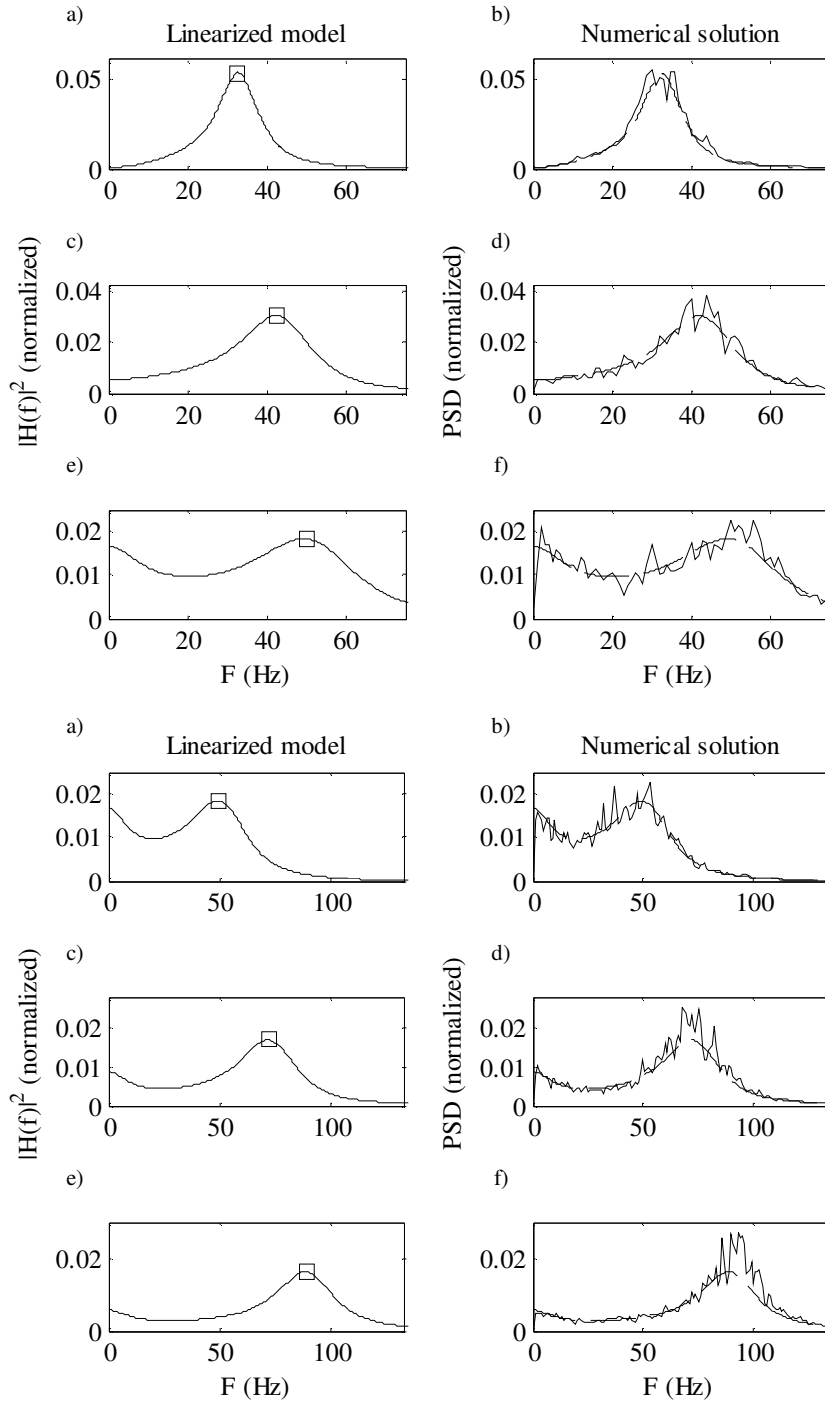 a)
b)
Linearized model
Numerical solution
0.05
0
0 20 40 60
0.05
0
0 20 40 60
c)
d)
|H(f)|² (normalized)
PSD (normalized)
0.04
0.02
0
0 20 40 60
0.04
0.02
0
0 20 40 60
e)
f)
0.02
0.01
0
0 20 40 60
F (Hz)
0.02
0.01
0
0 20 40 60
F (Hz)
a)
b)
Linearized model
Numerical solution
0.02
0.01
0
0 50 100
0.02
0.01
0
0 50 100
c)
d)
|H(f)|² (normalized)
PSD (normalized)
0.02
0.01
0
0 50 100
0.02
0.01
0
0 50 100
e)
f)
0.02
0
0 50 100
F (Hz)
0.02
0
0 50 100
F (Hz)